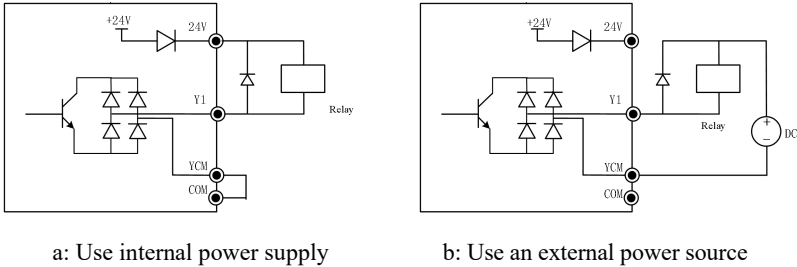 +24V
24V
Y1
Relay
YCM
COM
a: Use internal power supply
+24V
24V
Y1
Relay
+
−
DC
YCM
COM
b: Use an external power source